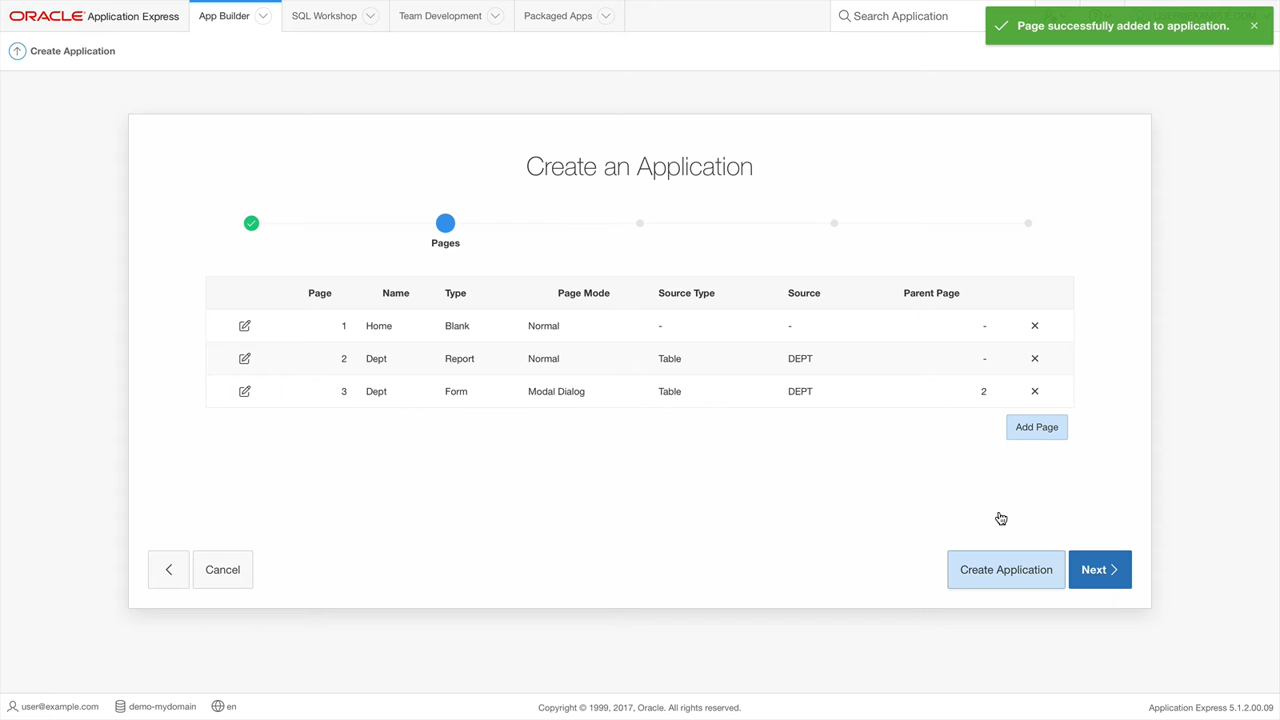 ORACLE Application Express App Builder SQL Workshop Team Development Packaged Apps Search Application
Page successfully added to application.
Create Application
Create an Application
Pages
Page Name Type Page Mode Source Type Source Parent Page
1 Home Blank Normal - - -
2 Dept Report Normal Table DEPT -
3 Dept Form Modal Dialog Table DEPT 2
Add Page
Cancel Create Application Next
user@example.com demo-mydomain en Copyright © 1999, 2017, Oracle. All rights reserved. Application Express 5.1.2.00.09